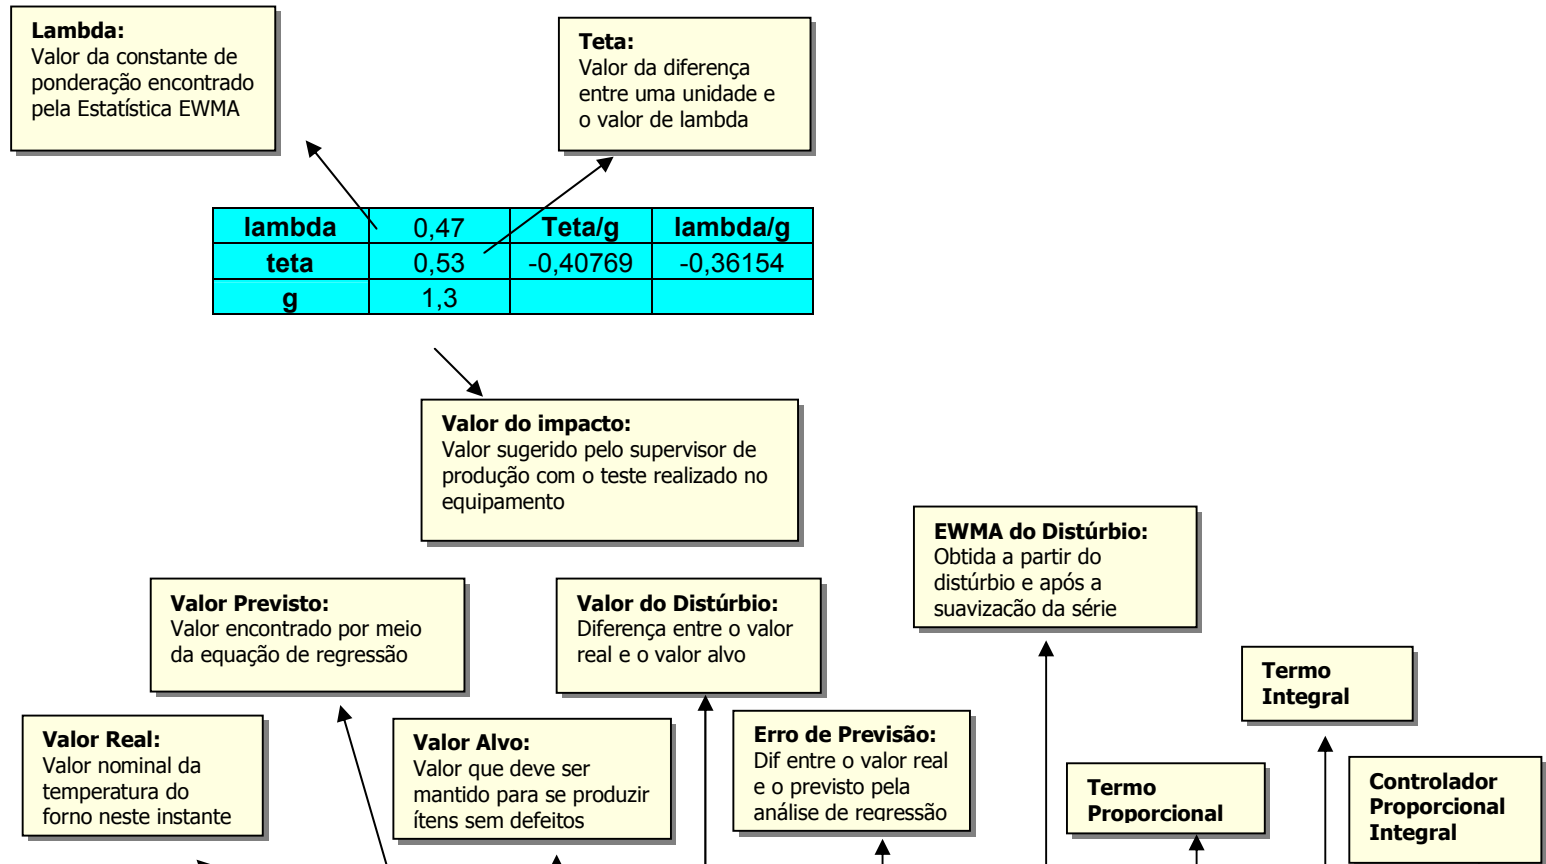 Lambda:
Valor da constante de
ponderação encontrado
pela Estatística EWMA
Teta:
Valor da diferença
entre uma unidade e
o valor de lambda
lambda 0,47 Teta/g lambda/g
teta 0,53 -0,40769 -0,36154
g 1,3
Valor do impacto:
Valor sugerido pelo supervisor de
produção com o teste realizado no
equipamento
EWMA do Distúrbio:
Obtida a partir do
distúrbio e após a
suavização da série
Valor Previsto:
Valor encontrado por meio
da equação de regressão
Valor do Distúrbio:
Diferença entre o valor
real e o valor alvo
Termo
Integral
Valor Real:
Valor nominal da
temperatura do
forno neste instante
Valor Alvo:
Valor que deve ser
mantido para se produzir
ítens sem defeitos
Erro de Previsão:
Dif entre o valor real
e o previsto pela
análise de regressão
Termo
Proporcional
Controlador
Proporcional
Integral